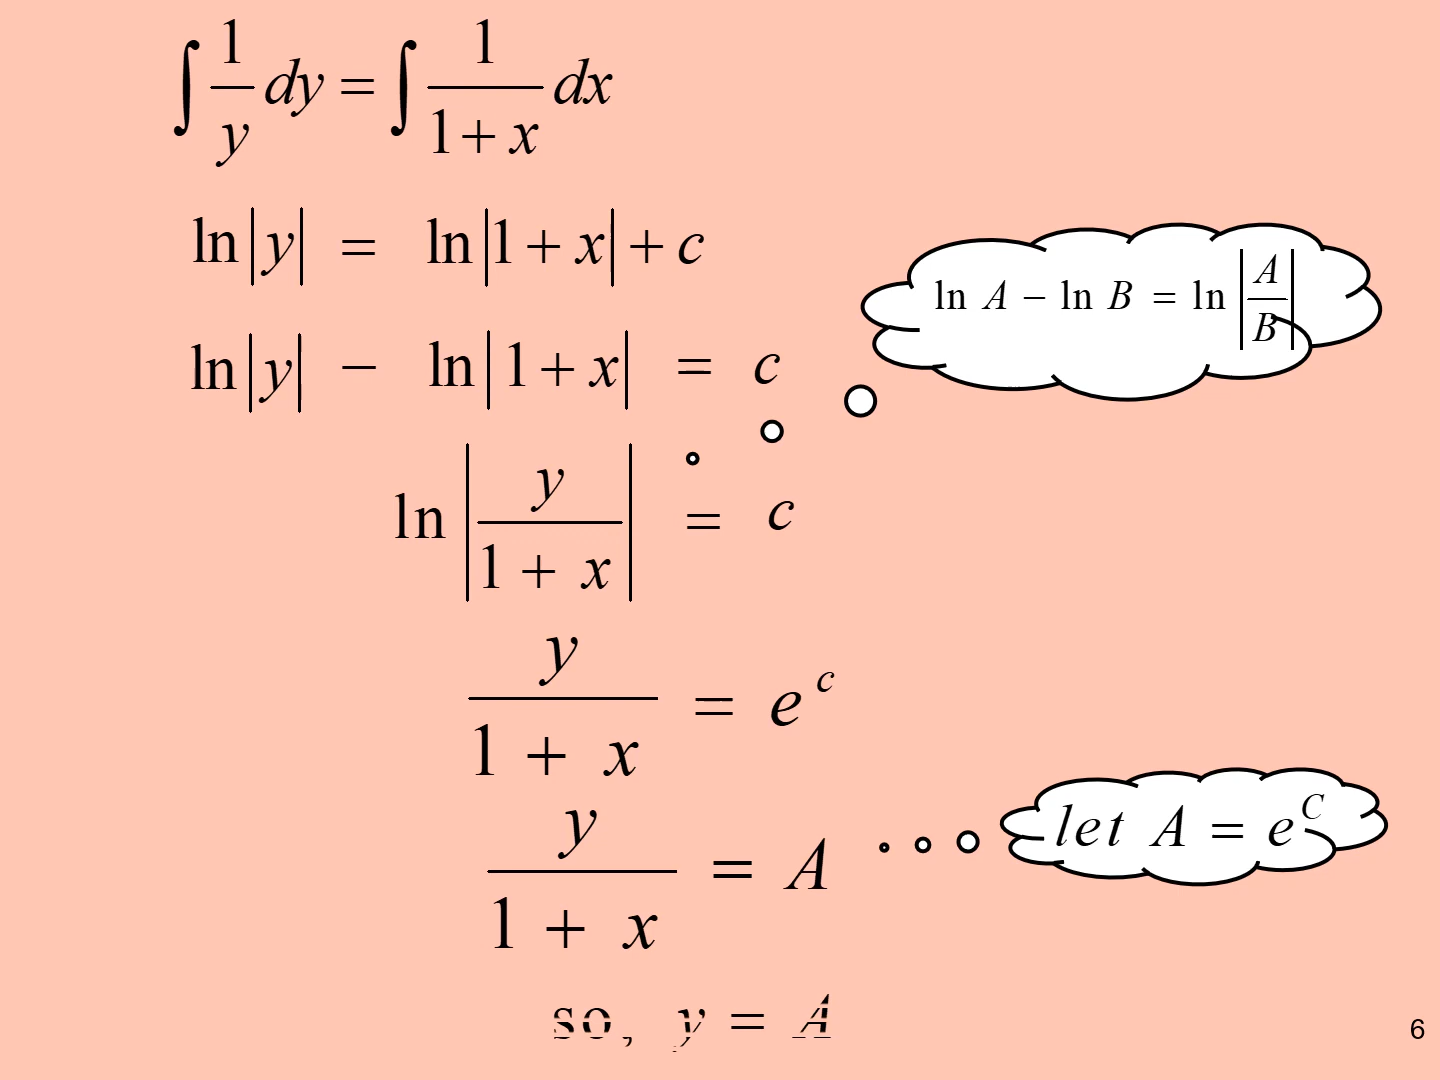 ∫ 1/y dy = ∫ 1/(1 + x) dx
ln|y| = ln|1 + x| + c
ln A − ln B = ln |A/B|
ln|y| − ln|1 + x| = c
ln |y/(1 + x)| = c
y/(1 + x) = e^c
y/(1 + x) = A
let A = e^C
so, y = A
6